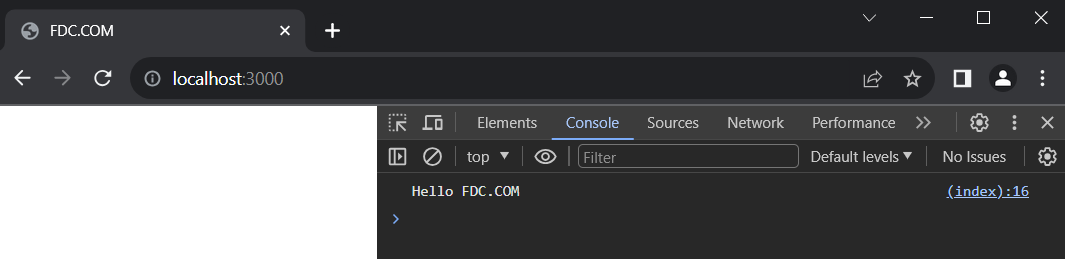 FDC.COM
localhost:3000
Elements Console Sources Network Performance
top Filter Default levels No Issues
Hello FDC.COM (index):16